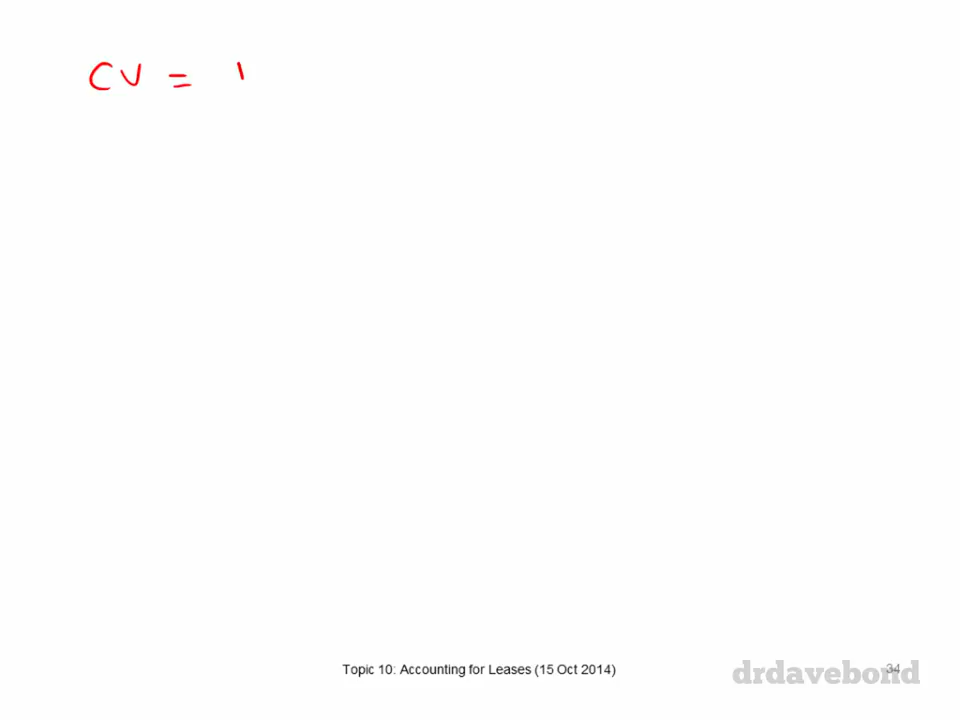 CV = 1
Topic 10: Accounting for Leases (15 Oct 2014)
34
drdavebond